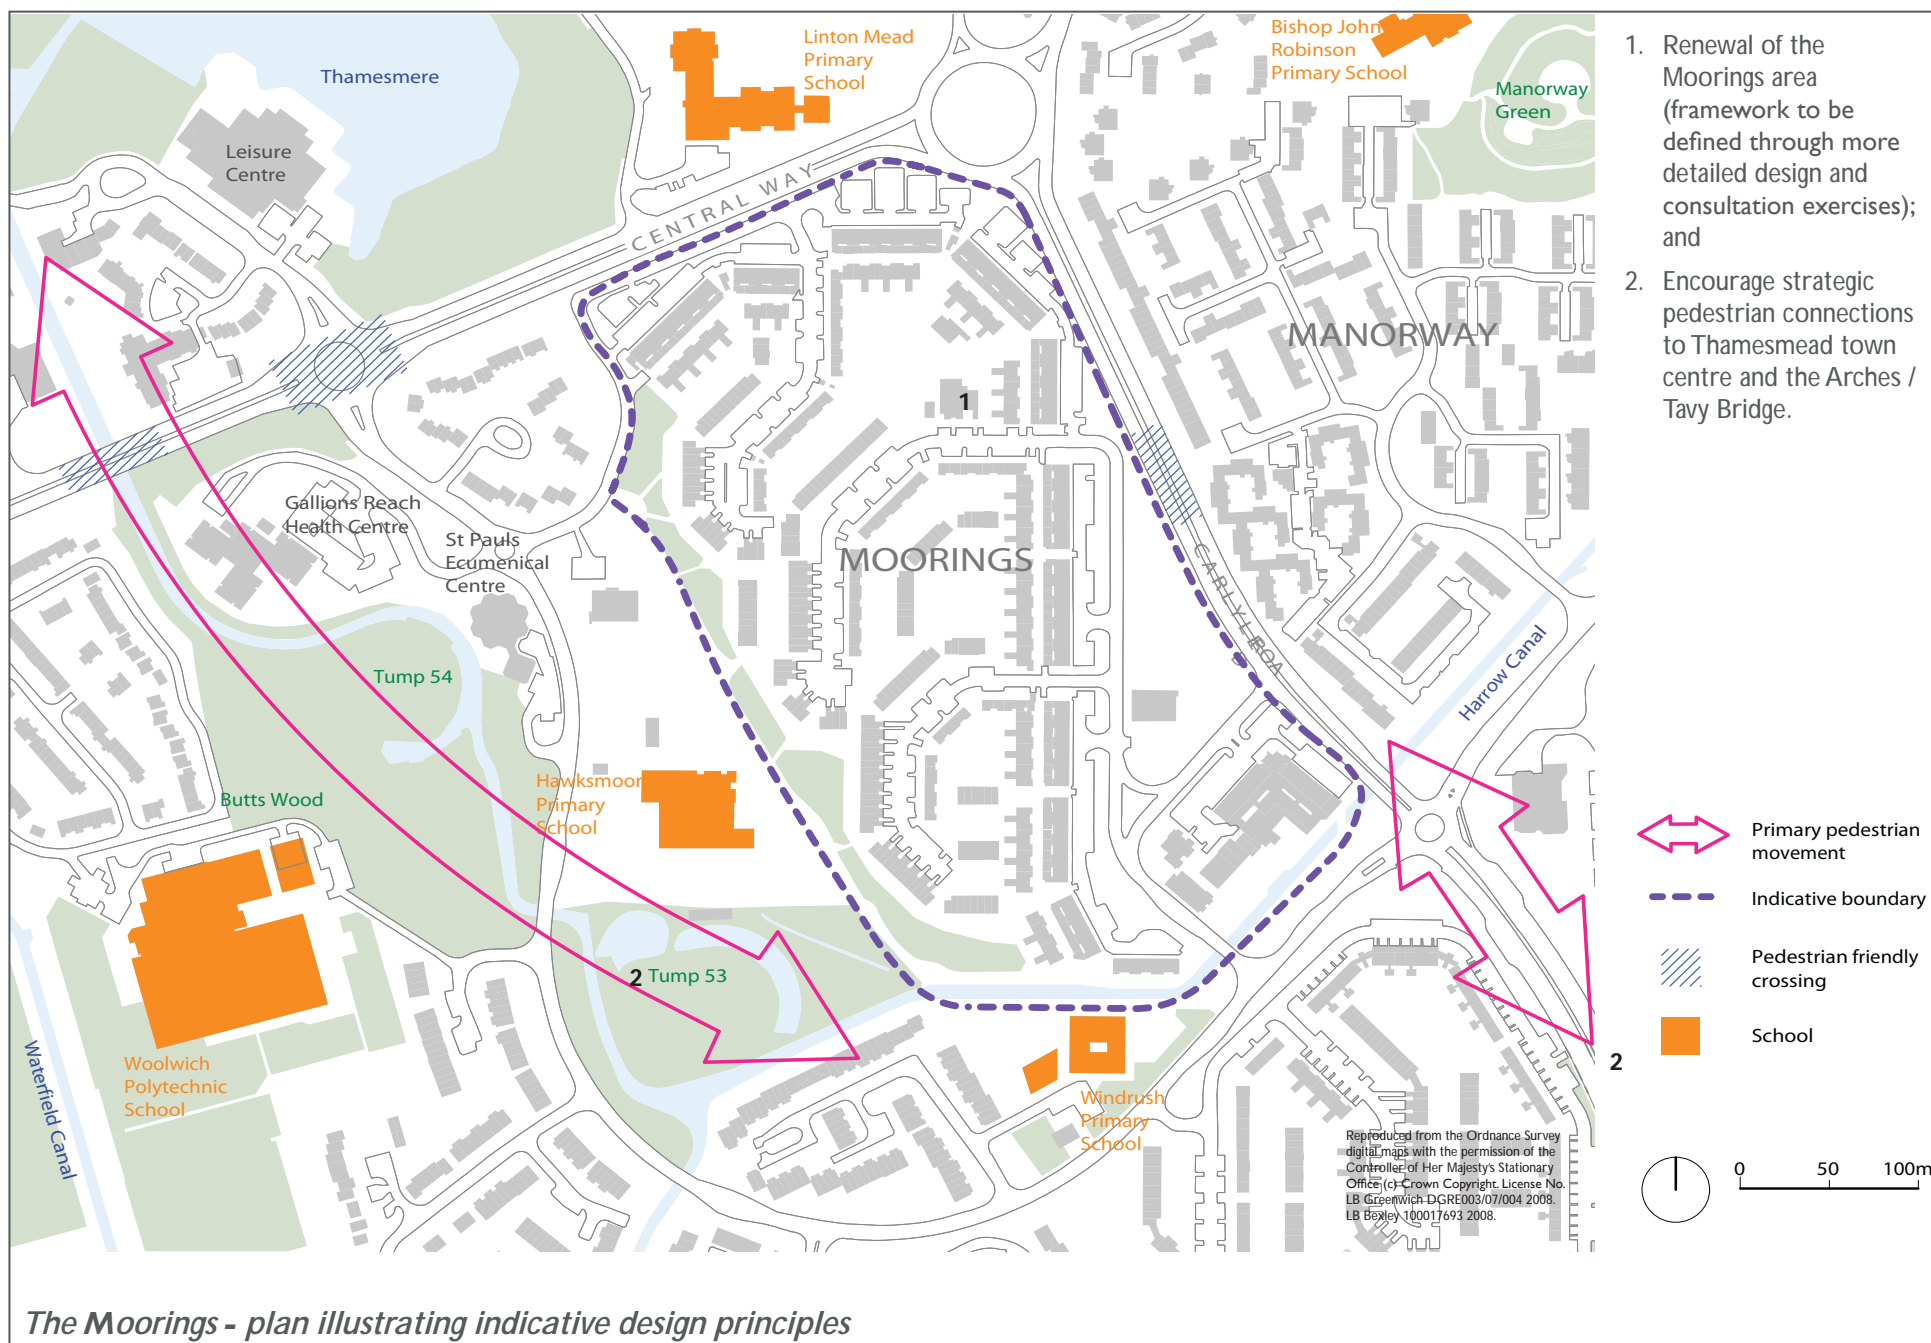 Thamesmere
Leisure
Centre
Linton Mead
Primary
School
Bishop John
Robinson
Primary School
Manorway
Green
CENTRAL WAY
MANORWAY
1
Gallions Reach
Health Centre
St Pauls
Ecumenical
Centre
MOORINGS
CARLYLE ROAD
Harrow Canal
Tump 54
Butts Wood
Hawksmoor
Primary
School
2 Tump 53
Woolwich
Polytechnic
School
Waterfield Canal
Windrush
Primary
School
2
Reproduced from the Ordnance Survey
digital maps with the permission of the
Controller of Her Majesty's Stationary
Office (c) Crown Copyright. License No.
LB Greenwich DGRE003/07/004 2008.
LB Bexley 100017693 2008.
1. Renewal of the
Moorings area
(framework to be
defined through more
detailed design and
consultation exercises);
and
2. Encourage strategic
pedestrian connections
to Thamesmead town
centre and the Arches /
Tavy Bridge.
Primary pedestrian
movement
Indicative boundary
Pedestrian friendly
crossing
School
0 50 100m
The Moorings - plan illustrating indicative design principles